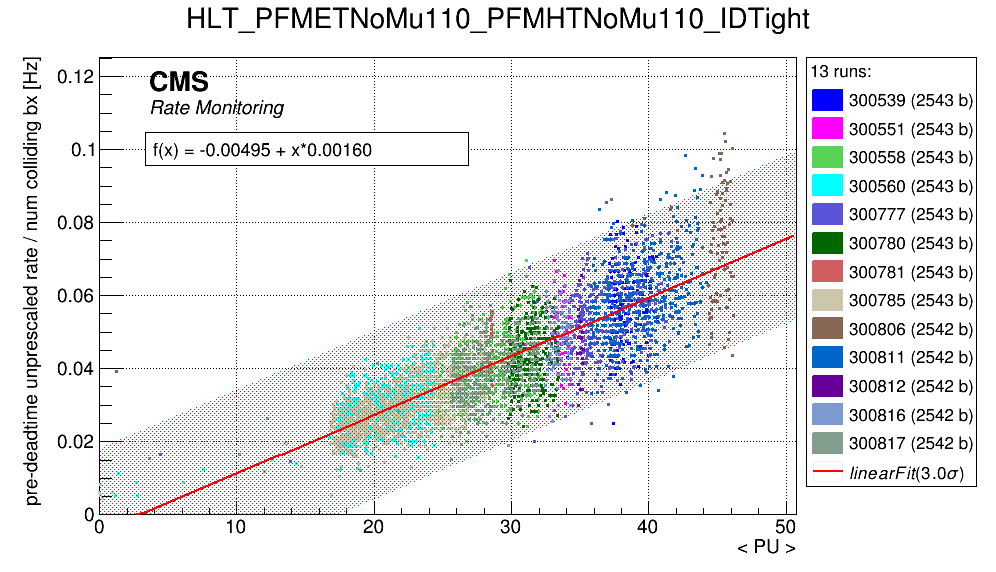 HLT_PFMETNoMu110_PFMHTNoMu110_IDTight
pre-deadtime unprescaled rate / num colliding bx [Hz]
0.12
0.1
0.08
0.06
0.04
0.02
0
CMS
Rate Monitoring
f(x) = -0.00495 + x*0.00160
0
10
20
30
40
50
< PU >
13 runs:
300539 (2543 b)
300551 (2543 b)
300558 (2543 b)
300560 (2543 b)
300777 (2543 b)
300780 (2543 b)
300781 (2543 b)
300785 (2543 b)
300806 (2542 b)
300811 (2542 b)
300812 (2542 b)
300816 (2542 b)
300817 (2542 b)
linearFit(3.0σ)